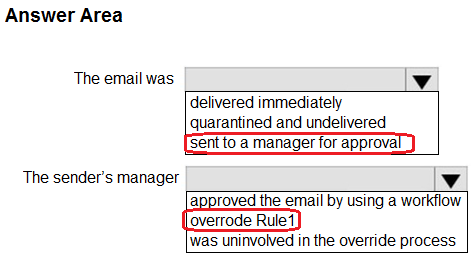 Answer Area
The email was
delivered immediately
quarantined and undelivered
sent to a manager for approval
The sender's manager
approved the email by using a workflow
overrode Rule1
was uninvolved in the override process